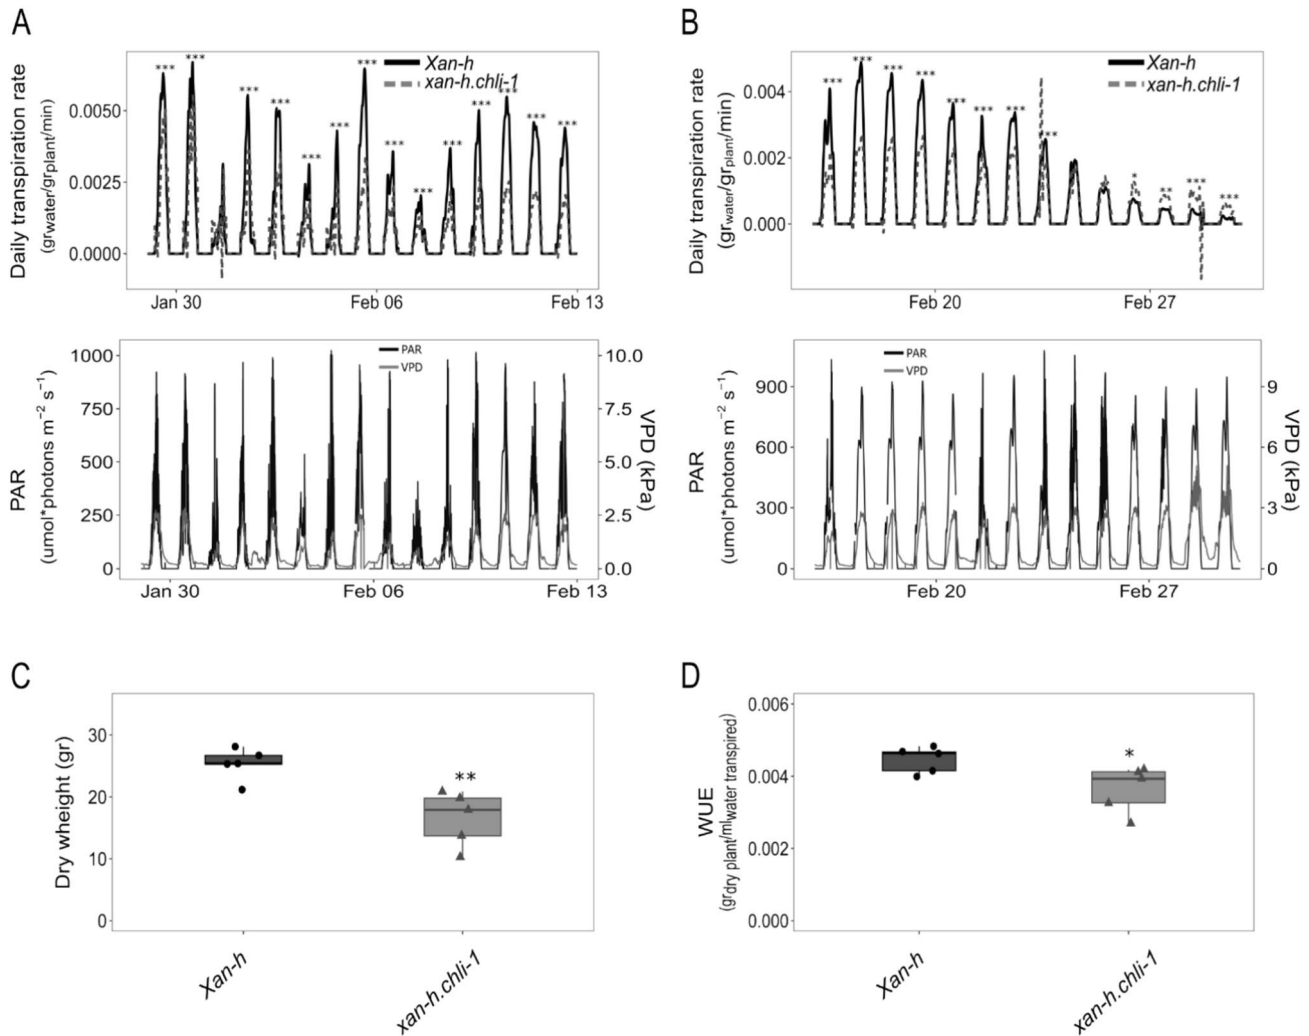 A
Daily transpiration rate
(gr_water/gr_plant/min)
0.0050
0.0025
0.0000
*** *** *** *** *** *** *** *** *** *** *** *** *** ***
Xan-h
xan-h.chli-1
Jan 30 Feb 06 Feb 13
B
Daily transpiration rate
(gr_water/gr_plant/min)
0.004
0.002
0.000
*** *** *** *** *** *** *** ** * ** *** ***
Xan-h
xan-h.chli-1
Feb 20 Feb 27
PAR
(umol*photons m⁻² s⁻¹)
1000
750
500
250
0
PAR
VPD
10.0
7.5
5.0
2.5
0.0
VPD (kPa)
Jan 30 Feb 06 Feb 13
PAR
(umol*photons m⁻² s⁻¹)
900
600
300
0
PAR
VPD
9
6
3
0
VPD (kPa)
Feb 20 Feb 27
C
Dry wheight (gr)
30
20
10
0
**
Xan-h xan-h.chli-1
D
WUE
(gr_dry plant/ml_water transpired)
0.006
0.004
0.002
0.000
*
Xan-h xan-h.chli-1